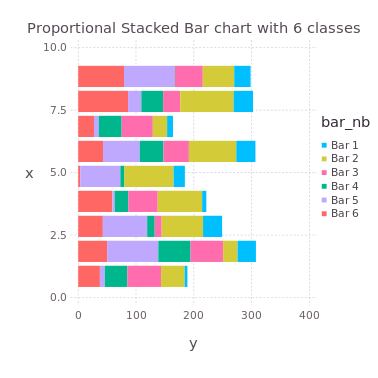 Proportional Stacked Bar chart with 6 classes
10.0
7.5
5.0
2.5
0.0
x
0
100
200
300
400
y
bar_nb
Bar 1
Bar 2
Bar 3
Bar 4
Bar 5
Bar 6